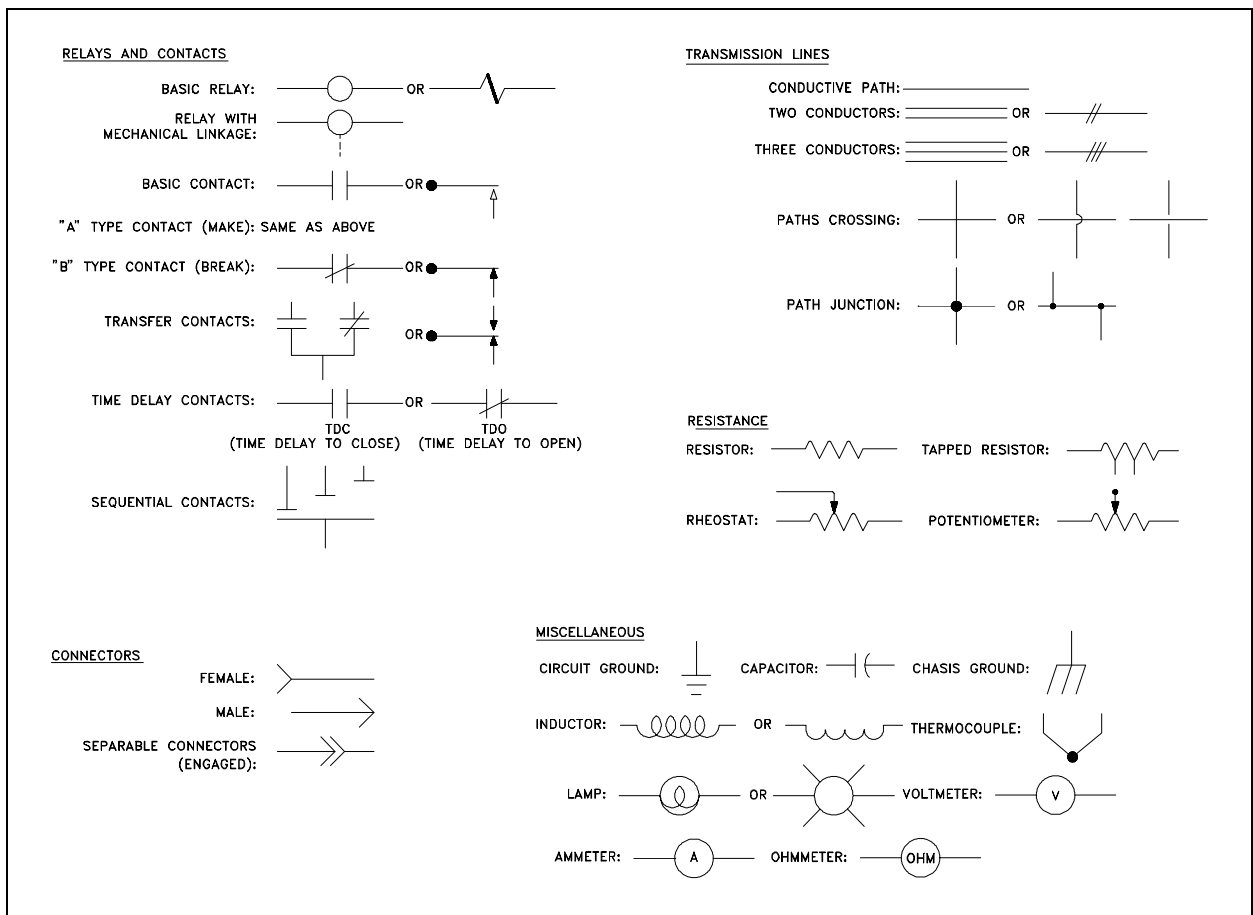 RELAYS AND CONTACTS
BASIC RELAY:
OR
RELAY WITH
MECHANICAL LINKAGE:
BASIC CONTACT:
OR
"A" TYPE CONTACT (MAKE): SAME AS ABOVE
"B" TYPE CONTACT (BREAK):
OR
TRANSFER CONTACTS:
OR
TIME DELAY CONTACTS:
OR
TDC
(TIME DELAY TO CLOSE)
TDO
(TIME DELAY TO OPEN)
SEQUENTIAL CONTACTS:
TRANSMISSION LINES
CONDUCTIVE PATH:
TWO CONDUCTORS:
OR
THREE CONDUCTORS:
OR
PATHS CROSSING:
OR
PATH JUNCTION:
OR
RESISTANCE
RESISTOR:
TAPPED RESISTOR:
RHEOSTAT:
POTENTIOMETER:
CONNECTORS
FEMALE:
MALE:
SEPARABLE CONNECTORS
(ENGAGED):
MISCELLANEOUS
CIRCUIT GROUND:
CAPACITOR:
CHASIS GROUND:
INDUCTOR:
OR
THERMOCOUPLE:
LAMP:
OR
VOLTMETER:
V
AMMETER:
A
OHMMETER:
OHM